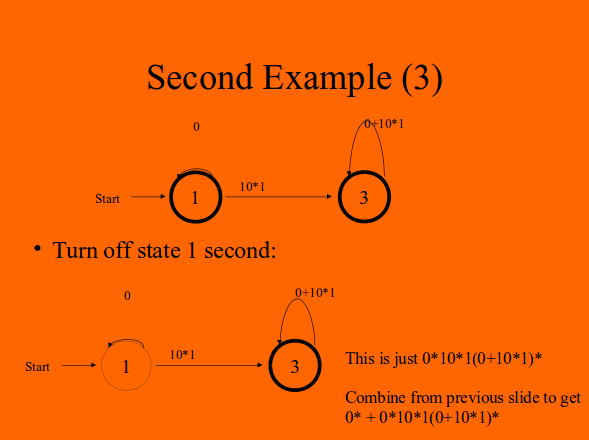 Second Example (3)
0
0+10*1
Start
1
10*1
3
• Turn off state 1 second:
0
0+10*1
Start
1
10*1
3
This is just 0*10*1(0+10*1)*
Combine from previous slide to get
0* + 0*10*1(0+10*1)*